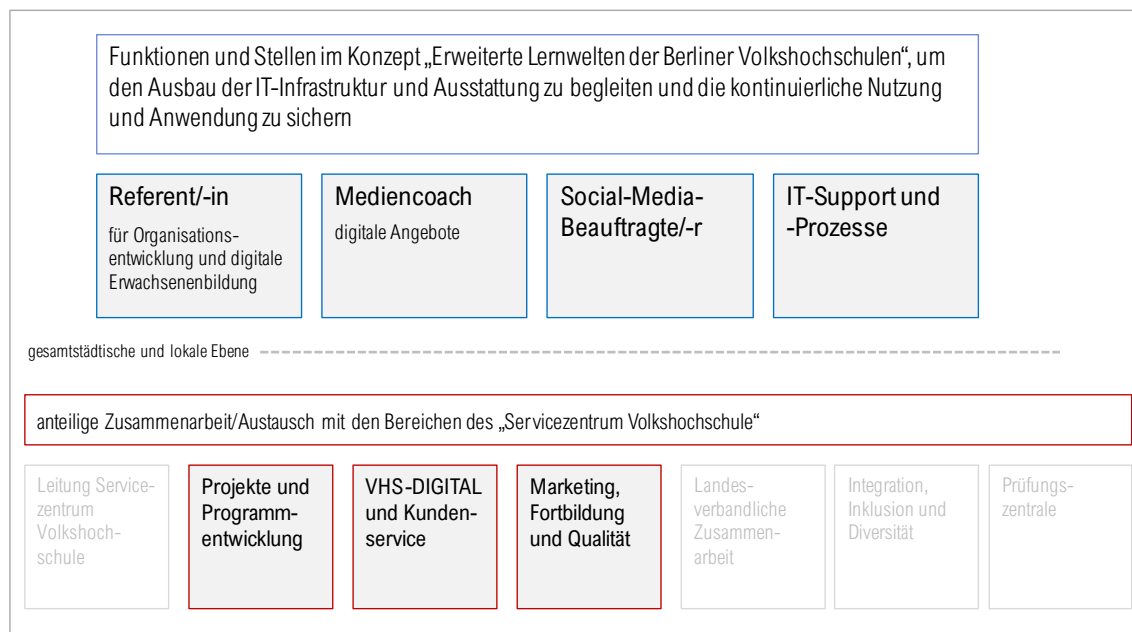 Funktionen und Stellen im Konzept „Erweiterte Lernwelten der Berliner Volkshochschulen“, um
den Ausbau der IT-Infrastruktur und Ausstattung zu begleiten und die kontinuierliche Nutzung
und Anwendung zu sichern
Referent/-in
für Organisations-
entwicklung und digitale
Erwachsenenbildung
Mediencoach
digitale Angebote
Social-Media-
Beauftragte/-r
IT-Support und
-Prozesse
gesamtstädtische und lokale Ebene
anteilige Zusammenarbeit/Austausch mit den Bereichen des „Servicezentrum Volkshochschule“
Leitung Service-
zentrum
Volkshoch-
schule
Projekte und
Programm-
entwicklung
VHS-DIGITAL
und Kunden-
service
Marketing,
Fortbildung
und Qualität
Landes-
verbandliche
Zusammen-
arbeit
Integration,
Inklusion und
Diversität
Prüfungs-
zentrale